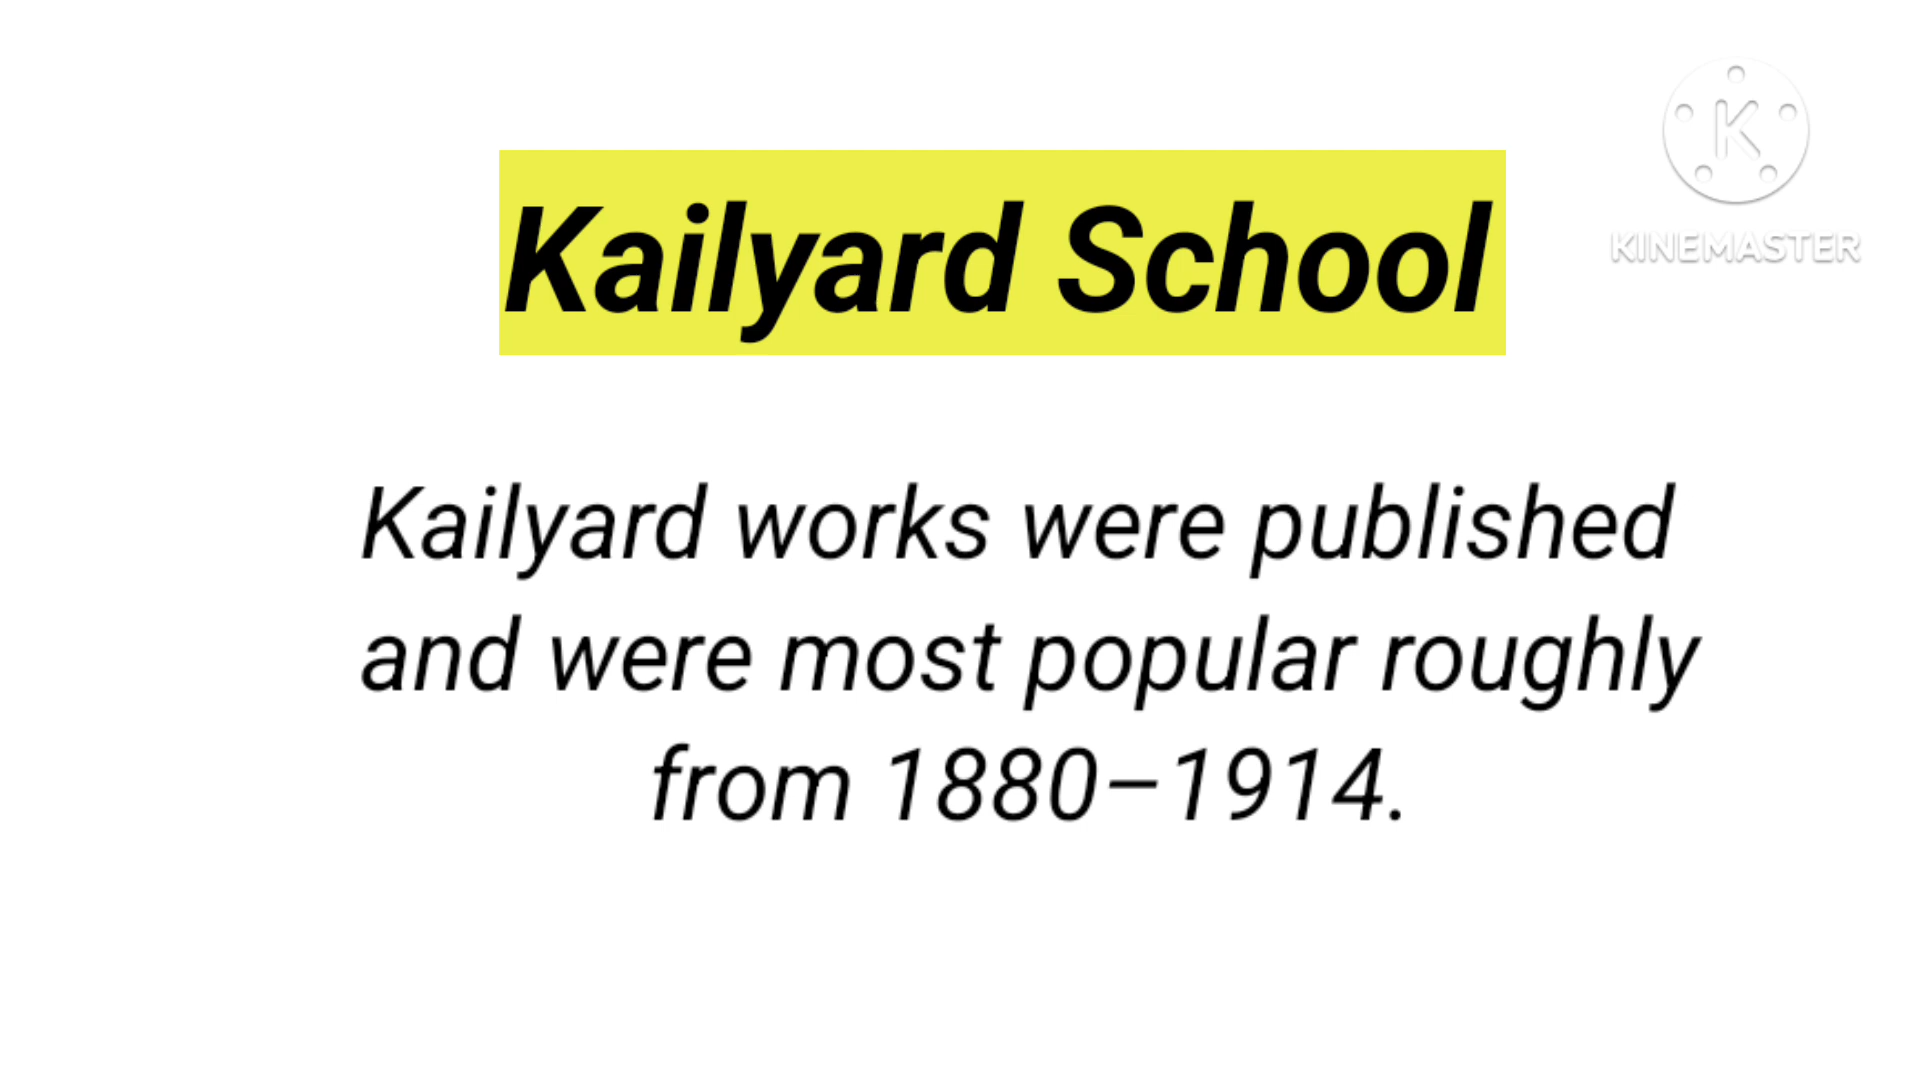 Kailyard School
K
KINEMASTER
Kailyard works were published
and were most popular roughly
from 1880–1914.